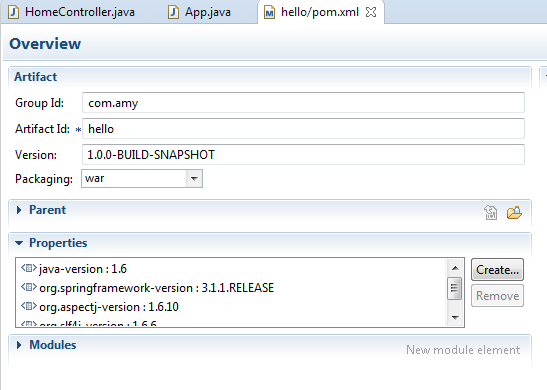 HomeController.java App.java hello/pom.xml
Overview
Artifact
Group Id: com.amy
Artifact Id: * hello
Version: 1.0.0-BUILD-SNAPSHOT
Packaging: war
Parent
Properties
java-version : 1.6 Create...
org.springframework-version : 3.1.1.RELEASE Remove
org.aspectj-version : 1.6.10
org.slf4j-version : 1.6.6
Modules New module element